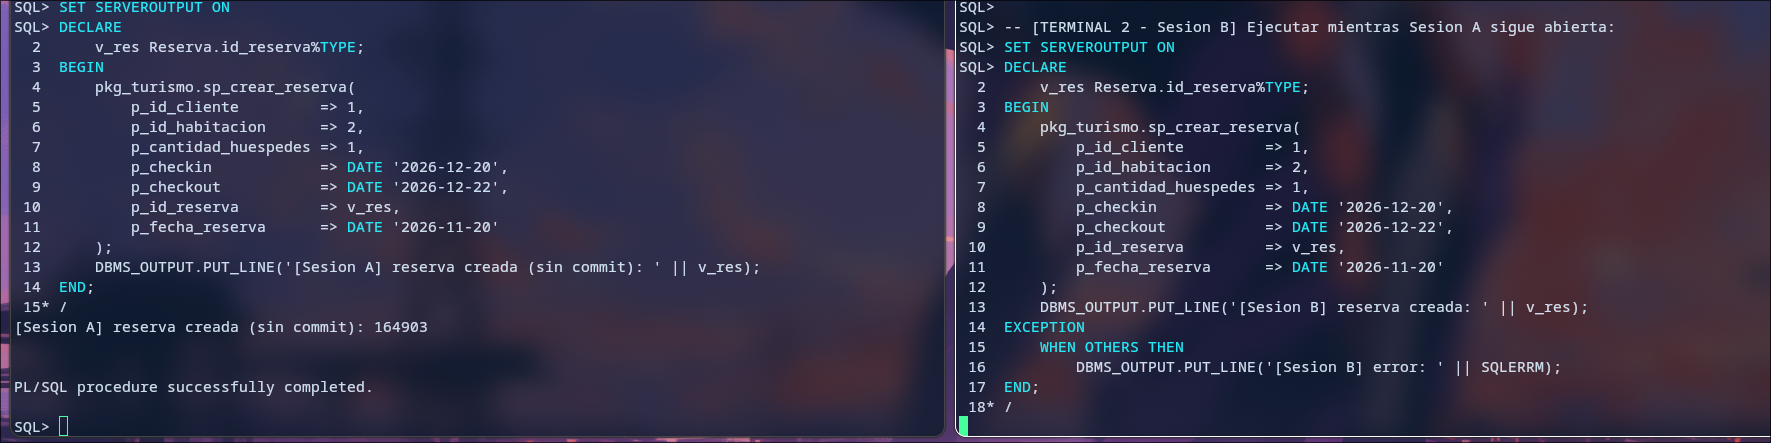 SQL> SET SERVEROUTPUT ON
SQL> DECLARE
  2      v_res Reserva.id_reserva%TYPE;
  3  BEGIN
  4      pkg_turismo.sp_crear_reserva(
  5          p_id_cliente         => 1,
  6          p_id_habitacion      => 2,
  7          p_cantidad_huespedes => 1,
  8          p_checkin            => DATE '2026-12-20',
  9          p_checkout           => DATE '2026-12-22',
 10          p_id_reserva         => v_res,
 11          p_fecha_reserva      => DATE '2026-11-20'
 12      );
 13      DBMS_OUTPUT.PUT_LINE('[Sesion A] reserva creada (sin commit): ' || v_res);
 14  END;
 15* /
[Sesion A] reserva creada (sin commit): 164903
PL/SQL procedure successfully completed.
SQL>
SQL>
SQL> -- [TERMINAL 2 - Sesion B] Ejecutar mientras Sesion A sigue abierta:
SQL> SET SERVEROUTPUT ON
SQL> DECLARE
  2      v_res Reserva.id_reserva%TYPE;
  3  BEGIN
  4      pkg_turismo.sp_crear_reserva(
  5          p_id_cliente         => 1,
  6          p_id_habitacion      => 2,
  7          p_cantidad_huespedes => 1,
  8          p_checkin            => DATE '2026-12-20',
  9          p_checkout           => DATE '2026-12-22',
 10          p_id_reserva         => v_res,
 11          p_fecha_reserva      => DATE '2026-11-20'
 12      );
 13      DBMS_OUTPUT.PUT_LINE('[Sesion B] reserva creada: ' || v_res);
 14  EXCEPTION
 15      WHEN OTHERS THEN
 16          DBMS_OUTPUT.PUT_LINE('[Sesion B] error: ' || SQLERRM);
 17  END;
 18* /